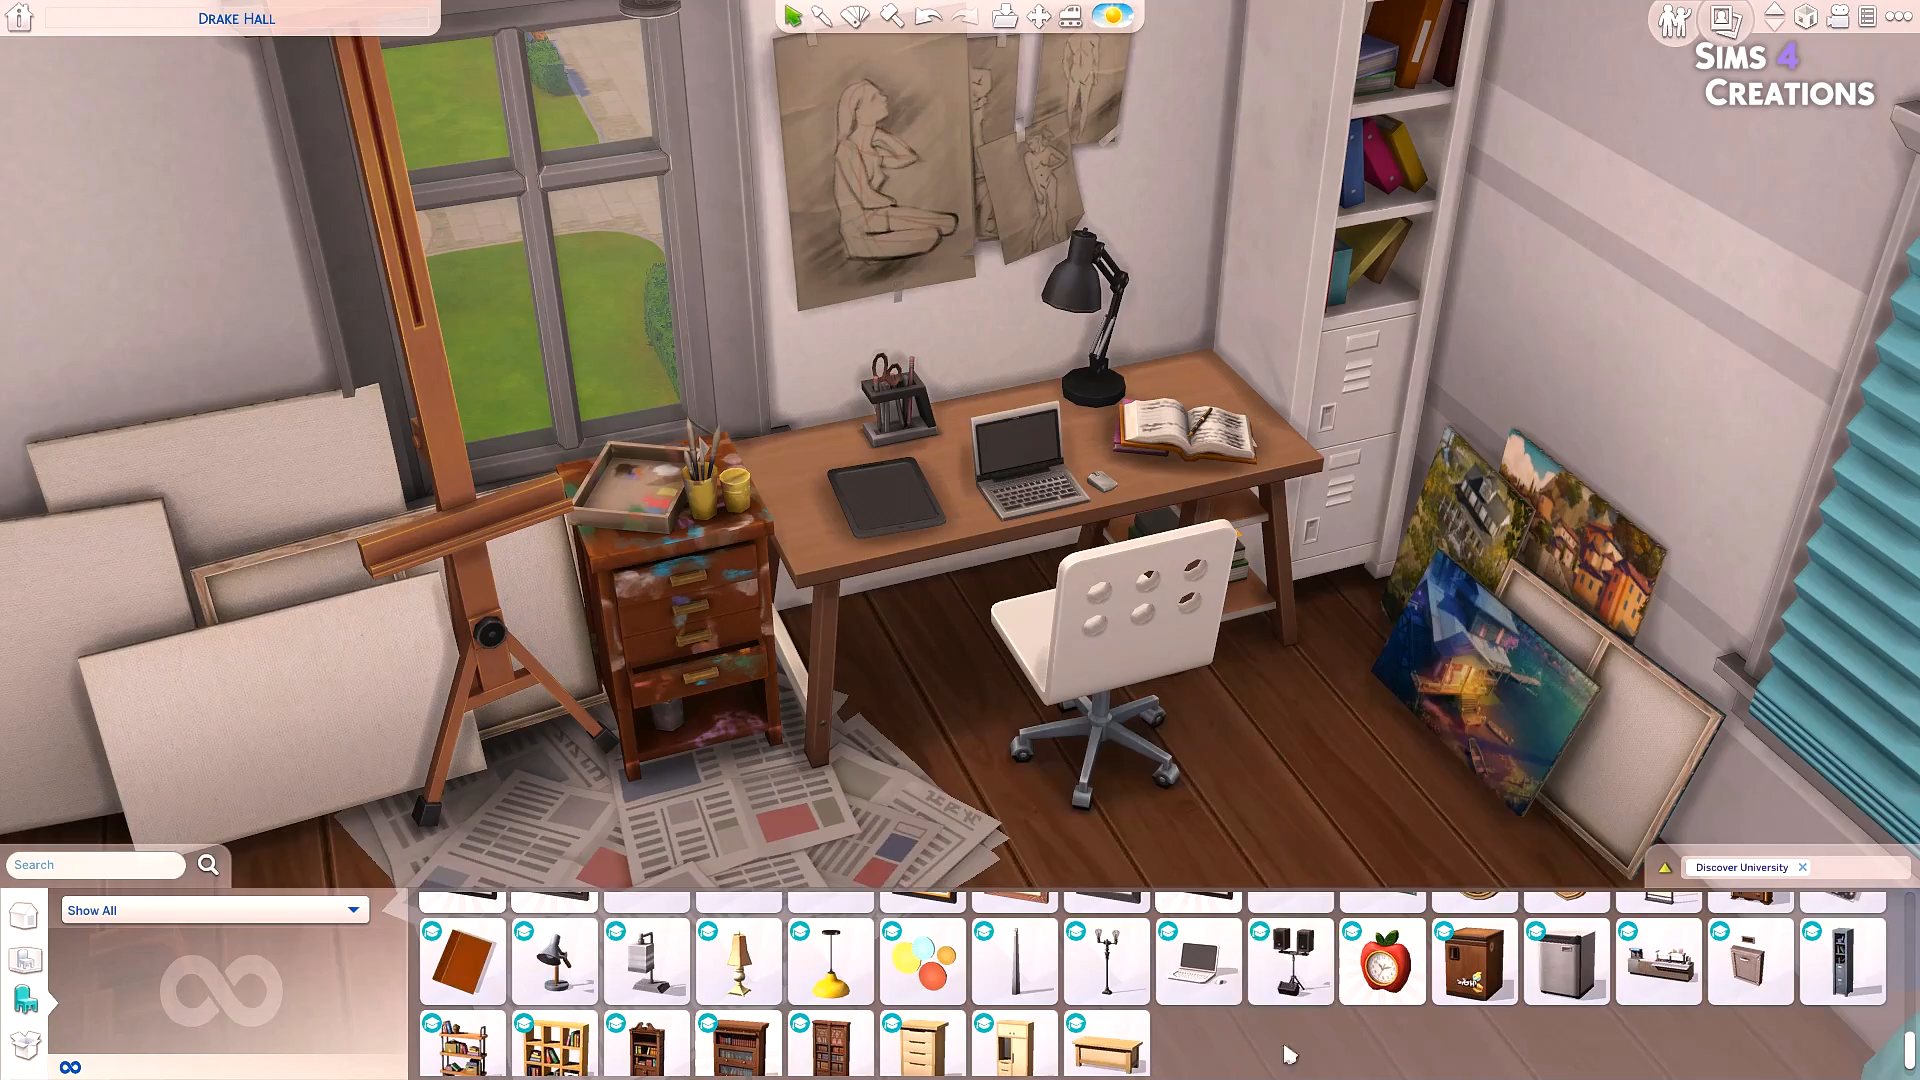 DRAKE HALL
SIMS 4
CREATIONS
Search
Discover University
Show All